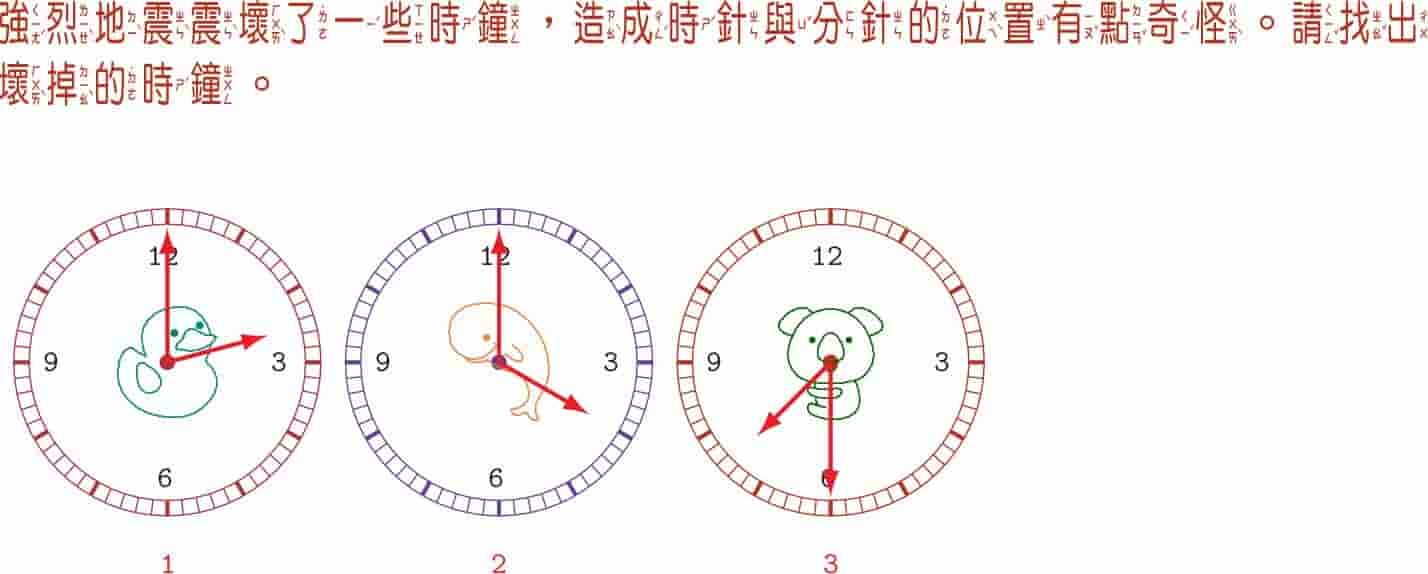 強烈地震震壞了一些時鐘，造成時針與分針的位置有點奇怪。請找出
壞掉的時鐘。
12 12 12
9 3 9 3 9 3
6 6 6
1 2 3